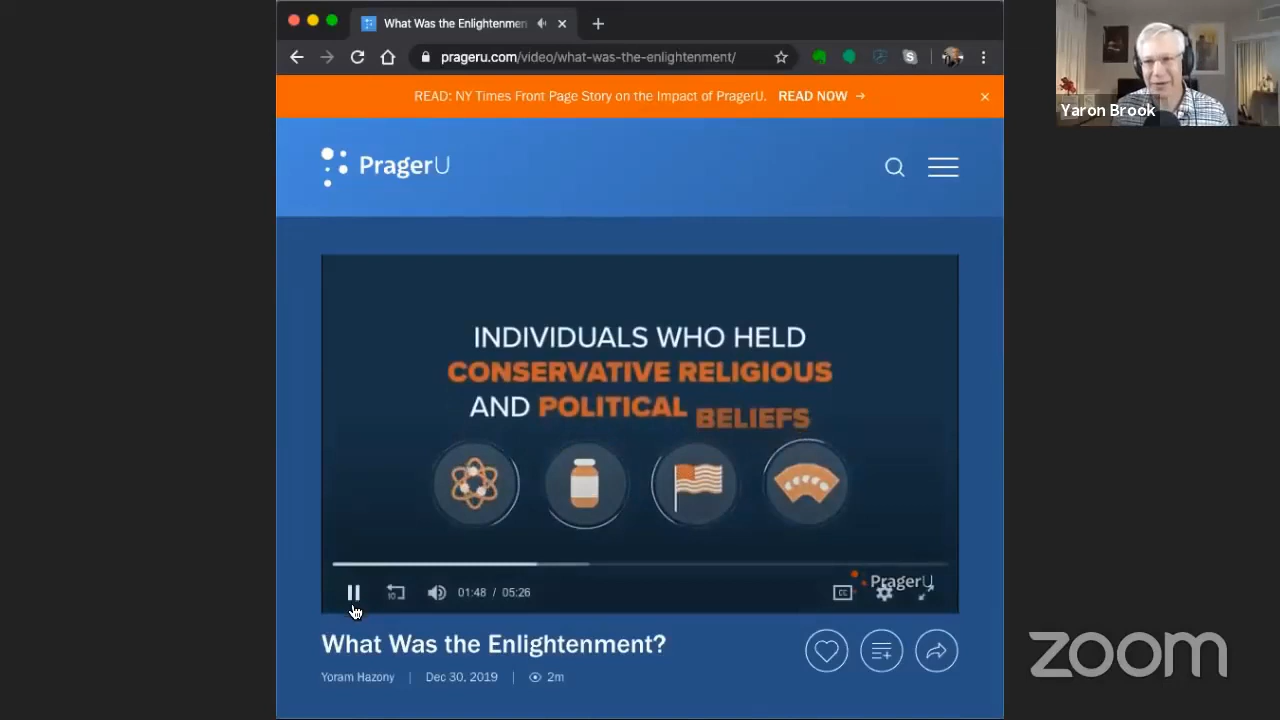 What Was the Enlightenmen
prageru.com/video/what-was-the-enlightenment/
READ: NY Times Front Page Story on the Impact of PragerU. READ NOW →
Yaron Brook
PragerU
INDIVIDUALS WHO HELD
CONSERVATIVE RELIGIOUS
AND POLITICAL BELIEFS
PragerU
10
01:48 / 05:26
CC
What Was the Enlightenment?
Yoram Hazony | Dec 30, 2019 | 2m
zoom